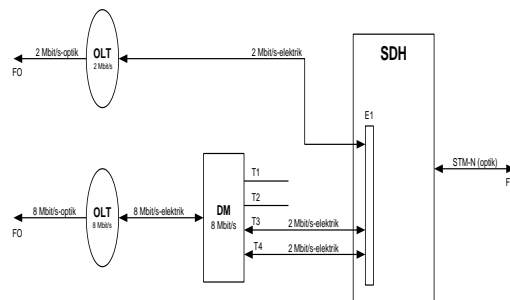 2 Mbit/s-optik
OLT
2 Mbit/s
2 Mbit/s-elektrik
SDH
FO
E1
STM-N (optik)
F
T1
8 Mbit/s-optik
OLT
8 Mbit/s
8 Mbit/s-elektrik
DM
8 Mbit/s
T2
T3
2 Mbit/s-elektrik
FO
T4
2 Mbit/s-elektrik